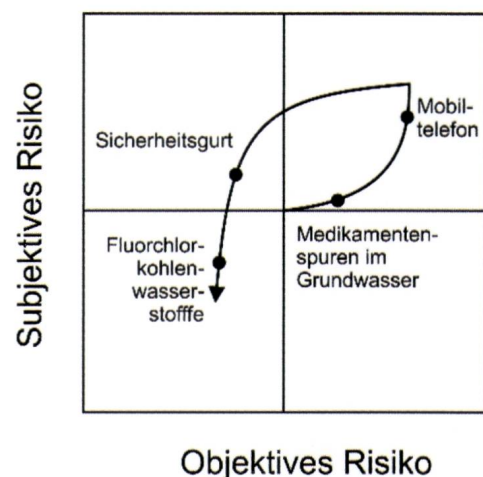 Subjektives Risiko
Sicherheitsgurt
Mobil-
telefon
Fluorchlor-
kohlen-
wasser-
stofffe
Medikamenten-
spuren im
Grundwasser
Objektives Risiko